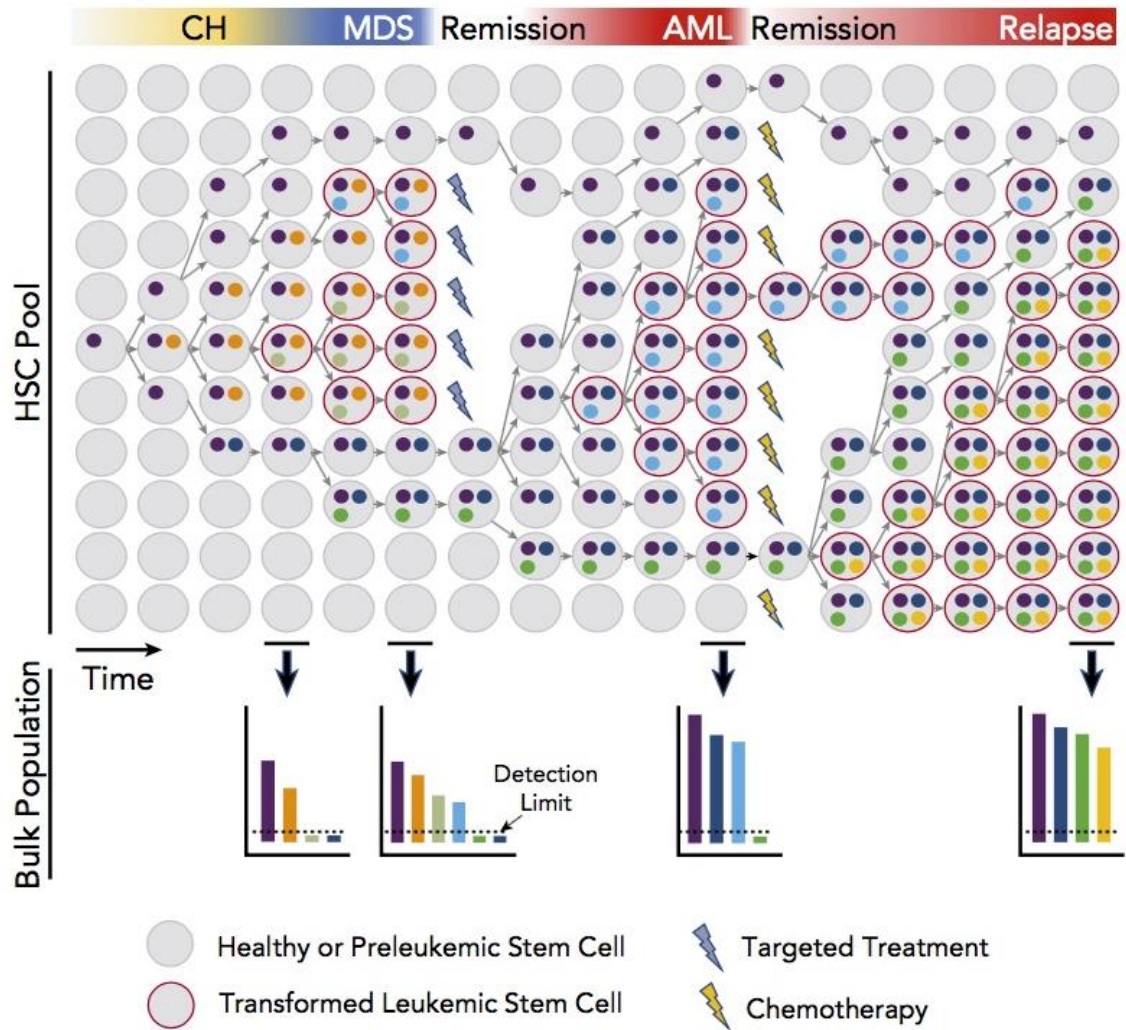 CH MDS Remission AML Remission Relapse
HSC Pool
Time
Bulk Population
Detection
Limit
Healthy or Preleukemic Stem Cell
Targeted Treatment
Transformed Leukemic Stem Cell
Chemotherapy